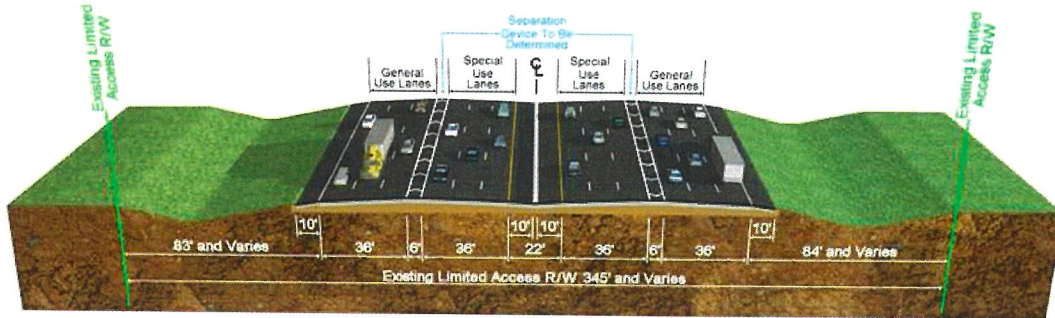 Existing Limited
Access R/W
Separation
Device To Be
Determined
General
Use Lanes
Special
Use
Lanes
CL
Special
Use
Lanes
General
Use Lanes
Existing Limited
Access R/W
10' 10' 10' 10'
83' and Varies 36' 6' 36' 22' 36' 6' 36' 84' and Varies
Existing Limited Access R/W 345' and Varies